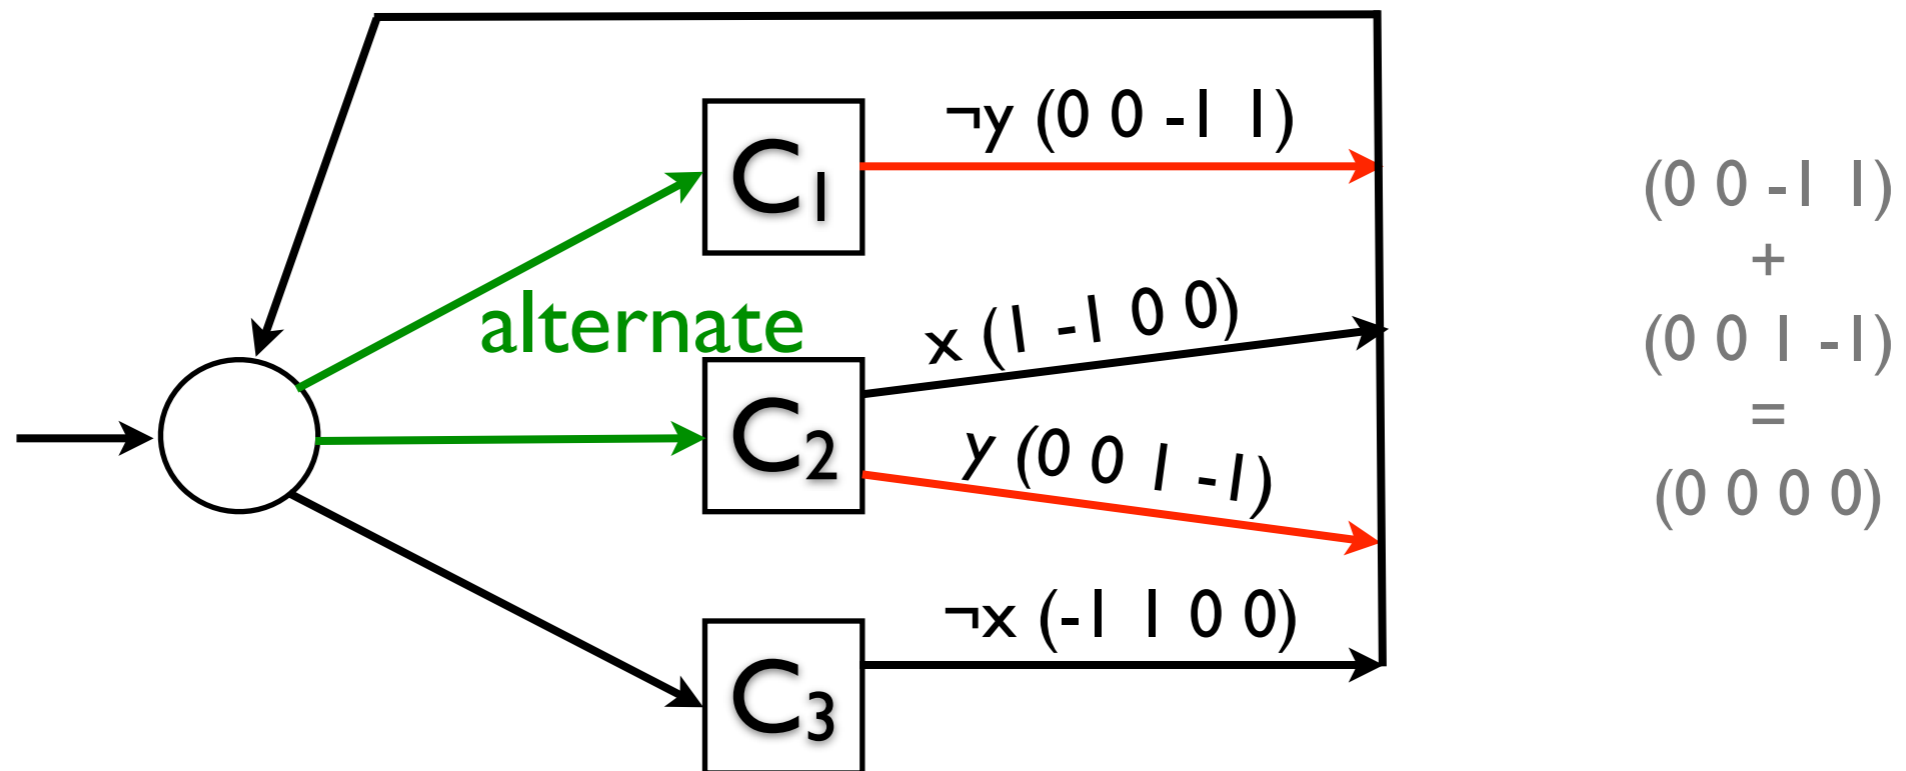 ¬y (0 0 -1 1)
C₁
(0 0 -1 1)
+
alternate
x (1 -1 0 0)
(0 0 1 -1)
C₂
y (0 0 1 -1)
=
(0 0 0 0)
¬x (-1 1 0 0)
C₃